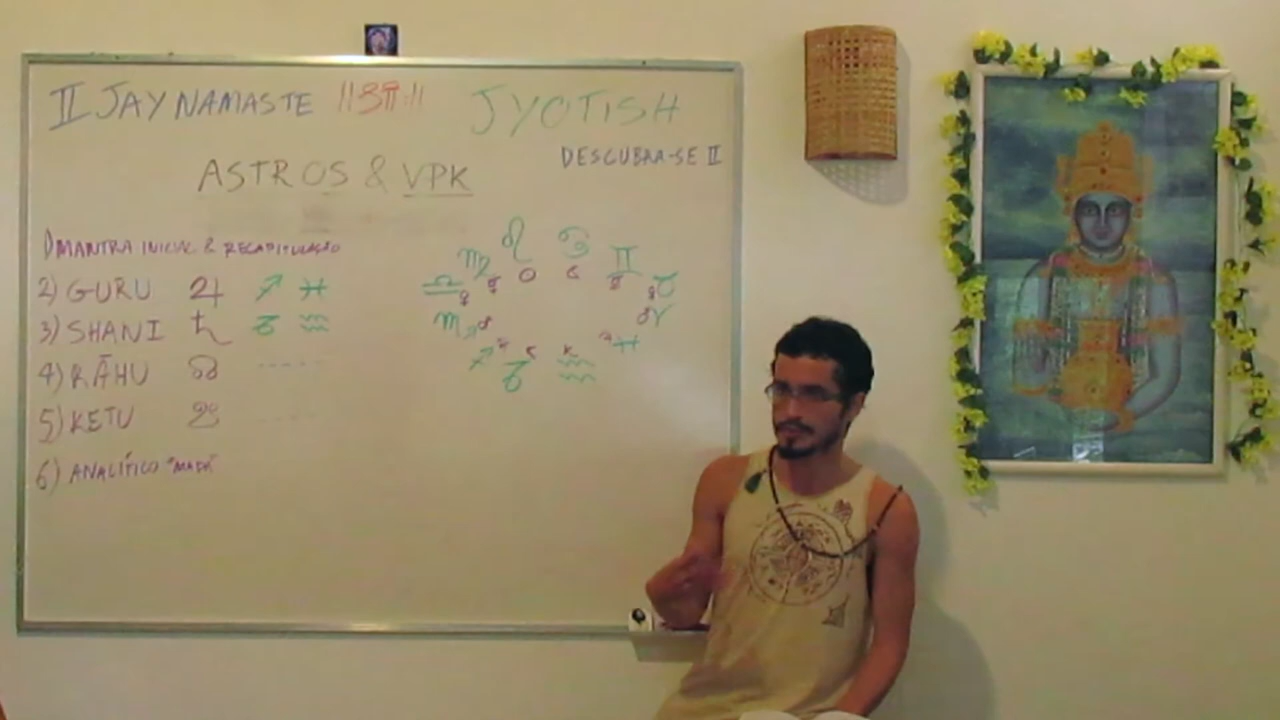 II JAY NAMASTE ||ॐ||
JYOTISH
DESCUBRA-SE II
ASTROS & VPK
1) MANTRA INICIAL & RECAPITULAÇÃO
2) GURU ♃ ♐ ♓
3) SHANI ♄ ♑ ♒
4) RĀHU ☊ -----
5) KETU ☋ -----
♌ ♋
♍ ♊
♎ ♉
♏ ♈
♐ ♑ ♒ ♓
6) ANALÍTICO